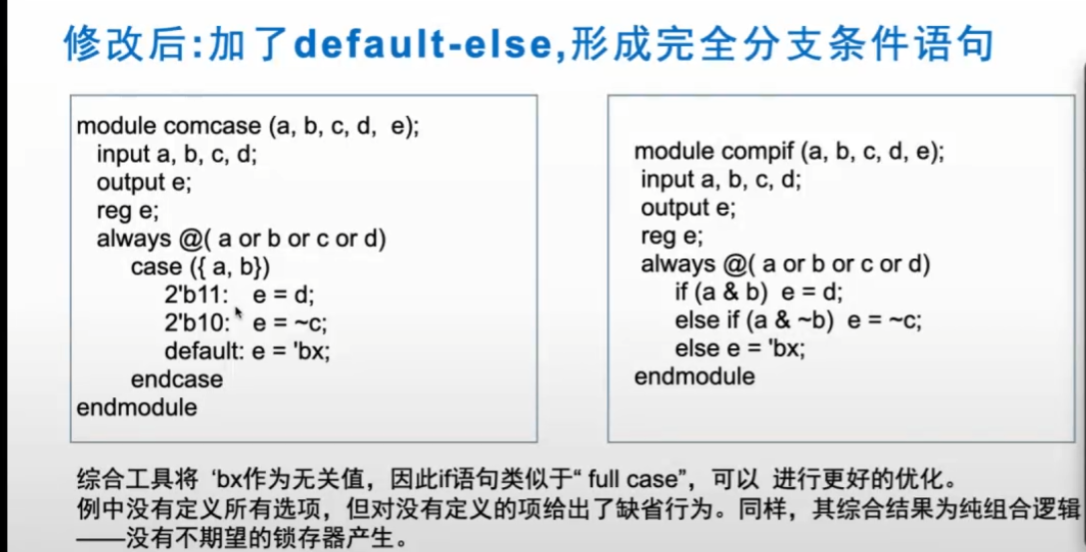 修改后:加了default-else,形成完全分支条件语句
module comcase (a, b, c, d, e);
input a, b, c, d;
output e;
reg e;
always @( a or b or c or d)
case ({ a, b})
2'b11: e = d;
2'b10: e = ~c;
default: e = 'bx;
endcase
endmodule
module compif (a, b, c, d, e);
input a, b, c, d;
output e;
reg e;
always @( a or b or c or d)
if (a & b) e = d;
else if (a & ~b) e = ~c;
else e = 'bx;
endmodule
综合工具将 ‘bx作为无关值，因此if语句类似于“ full case”，可以 进行更好的优化。
例中没有定义所有选项，但对没有定义的项给出了缺省行为。同样，其综合结果为纯组合逻辑
——没有不期望的锁存器产生。